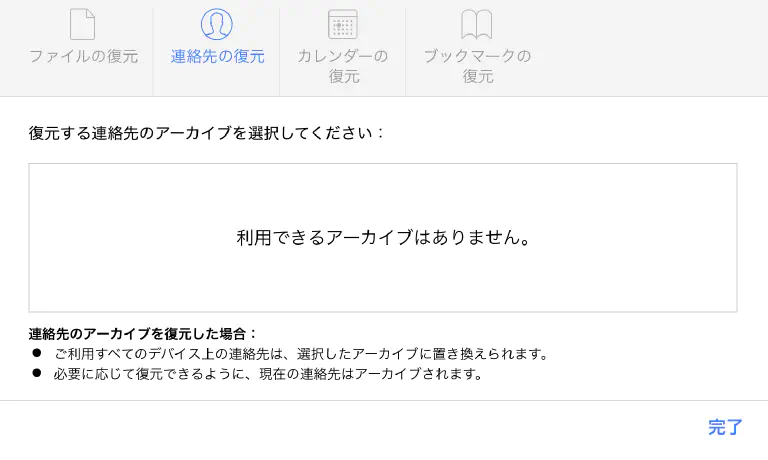 ファイルの復元
連絡先の復元
カレンダーの
復元
ブックマークの
復元
復元する連絡先のアーカイブを選択してください：
利用できるアーカイブはありません。
連絡先のアーカイブを復元した場合：
● ご利用すべてのデバイス上の連絡先は、選択したアーカイブに置き換えられます。
● 必要に応じて復元できるように、現在の連絡先はアーカイブされます。
完了